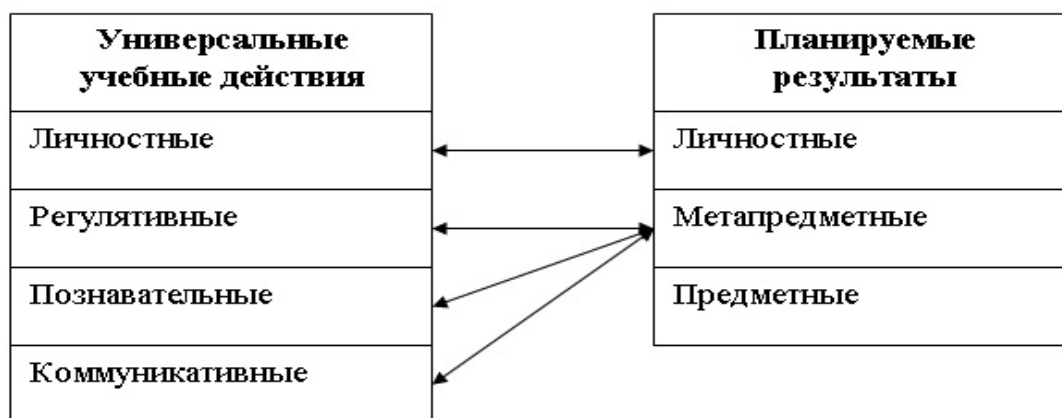 Универсальные
учебные действия
Личностные
Регулятивные
Познавательные
Коммуникативные
Планируемые
результаты
Личностные
Метапредметные
Предметные